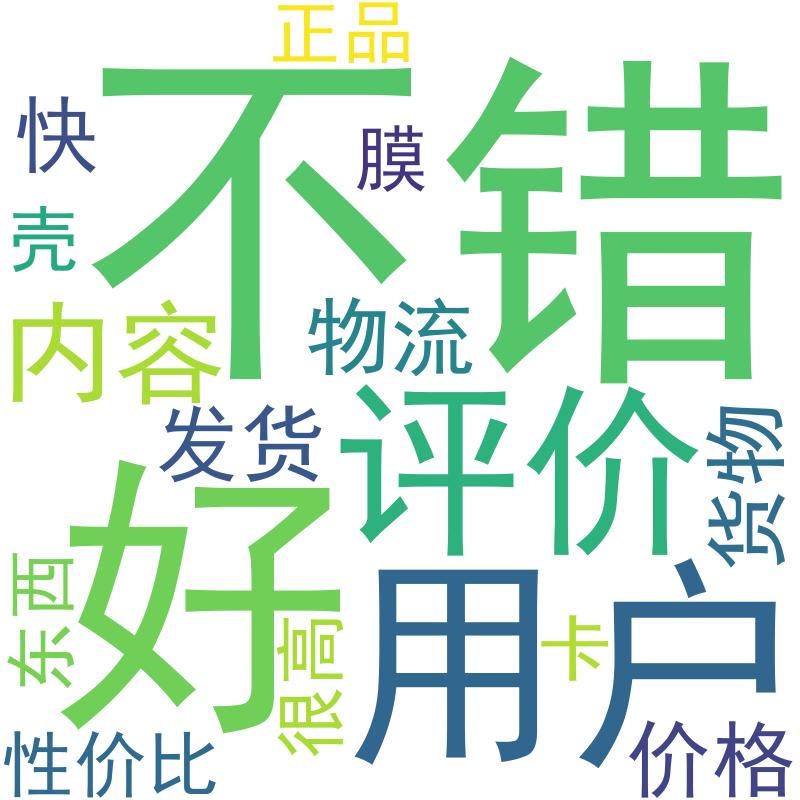 正品
不错
快
膜
壳
内容
物流
评价
发货
货物
好
用户
东西
很高
卡
性价比
价格